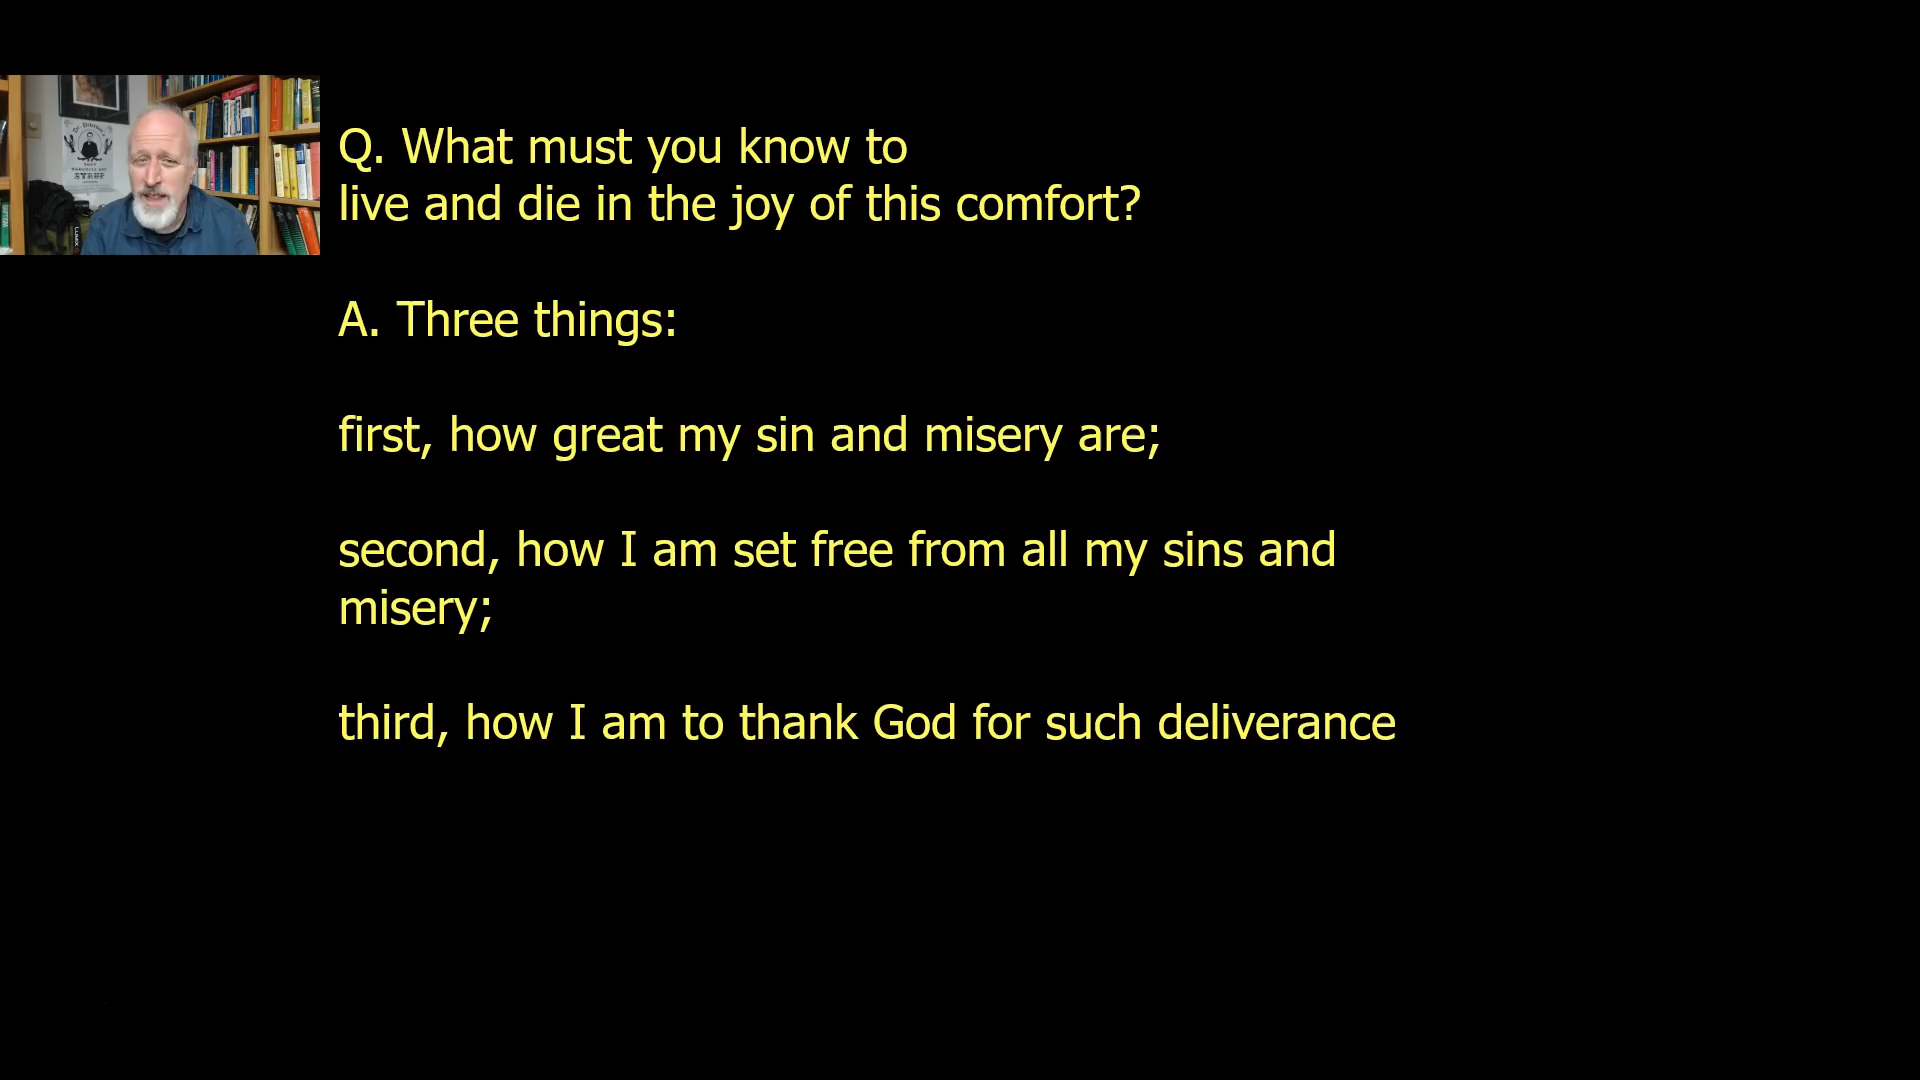 Q. What must you know to
live and die in the joy of this comfort?
A. Three things:
first, how great my sin and misery are;
second, how I am set free from all my sins and
misery;
third, how I am to thank God for such deliverance